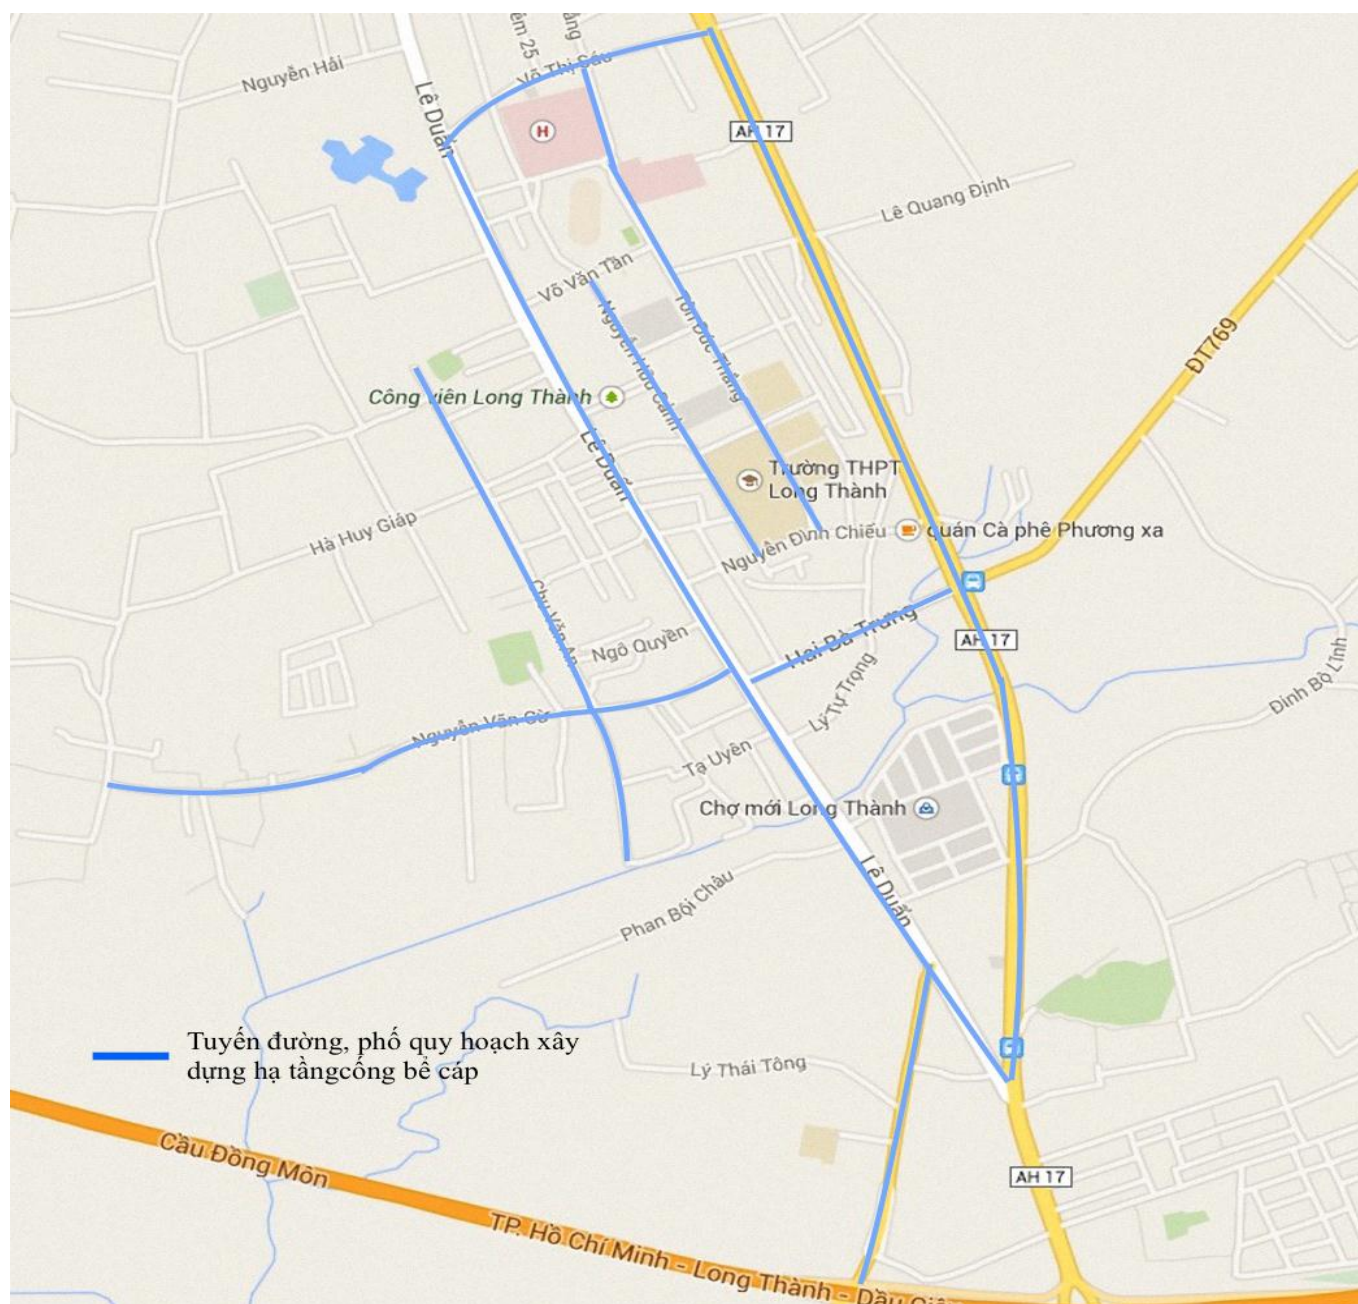 ẻm 25
Võ Thị Sáu
Nguyễn Hải
Lê Duẩn
H
AH 17
Lê Quang Định
Võ Văn Tần
Nguyễn Hữu Cảnh
Tôn Đức Thắng
ĐT769
Công viên Long Thành
Lê Duẩn
Trường THPT
Long Thành
Hà Huy Giáp
Nguyễn Đình Chiểu
quán Cà phê Phương xa
Chu Văn An
Hai Bà Trưng
AH 17
Ngô Quyền
Lý Tự Trọng
Đinh Bộ Lĩnh
Nguyễn Văn Cừ
Tạ Uyên
Chợ mới Long Thành
Lê Duẩn
Phan Bội Châu
Tuyến đường, phố quy hoạch xây
dựng hạ tầngcống bể cáp
Lý Thái Tông
Cầu Đồng Môn
AH 17
TP. Hồ Chí Minh - Long Thành - Dầu